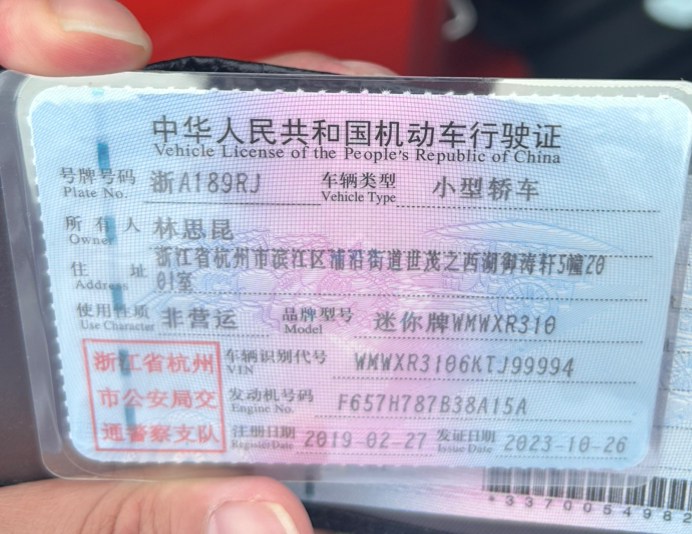 中华人民共和国机动车行驶证
Vehicle License of the People's Republic of China
号牌号码 浙A189RJ 车辆类型 小型轿车
Plate No. Vehicle Type
所有人 林思昆
Owner
住址 浙江省杭州市滨江区浦沿街道世茂之西湖御海轩5幢20
Address 01室
使用性质 非营运 品牌型号 迷你牌WMWXR310
Use Character Model
浙江省杭州 车辆识别代号 WMWXR3106KTJ99994
VIN
市公安局交 发动机号码 F657H787B38A15A
Engine No.
通警察支队 注册日期 2019-02-27 发证日期 2023-10-26
Register Date Issue Date
*3370054982